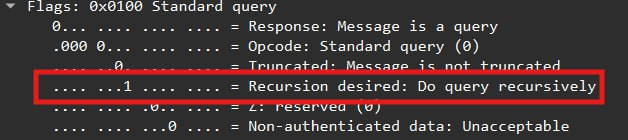 Flags: 0x0100 Standard query
0... .... .... .... = Response: Message is a query
.000 0... .... .... = Opcode: Standard query (0)
.... ..0. .... .... = Truncated: Message is not truncated
.... ...1 .... .... = Recursion desired: Do query recursively
.... .... .0.. .... = Z: reserved (0)
.... .... ...0 .... = Non-authenticated data: Unacceptable